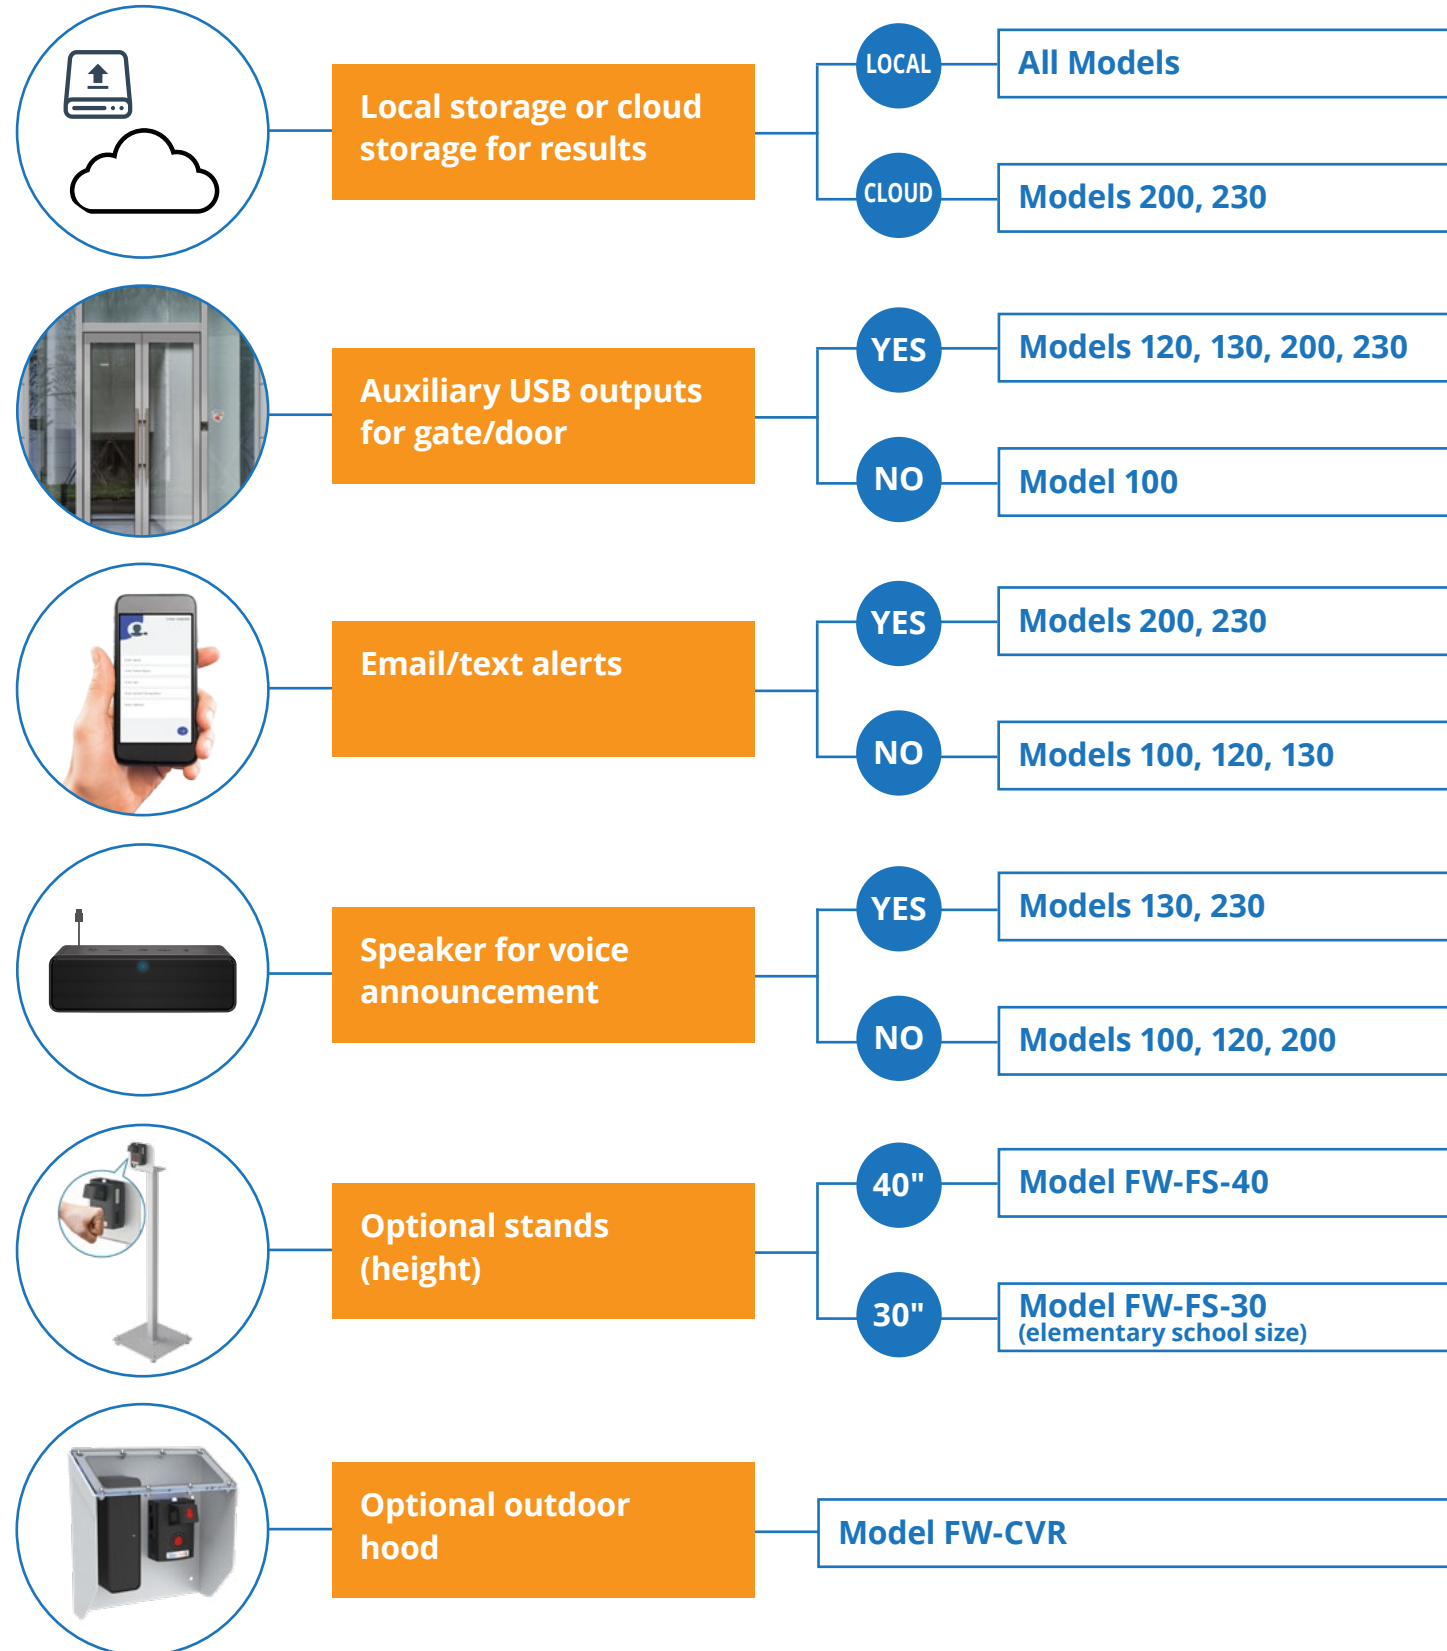 Local storage or cloud
storage for results
LOCAL
All Models
CLOUD
Models 200, 230
Auxiliary USB outputs
for gate/door
YES
Models 120, 130, 200, 230
NO
Model 100
Email/text alerts
YES
Models 200, 230
NO
Models 100, 120, 130
Speaker for voice
announcement
YES
Models 130, 230
NO
Models 100, 120, 200
Optional stands
(height)
40"
Model FW-FS-40
30"
Model FW-FS-30
(elementary school size)
Optional outdoor
hood
Model FW-CVR